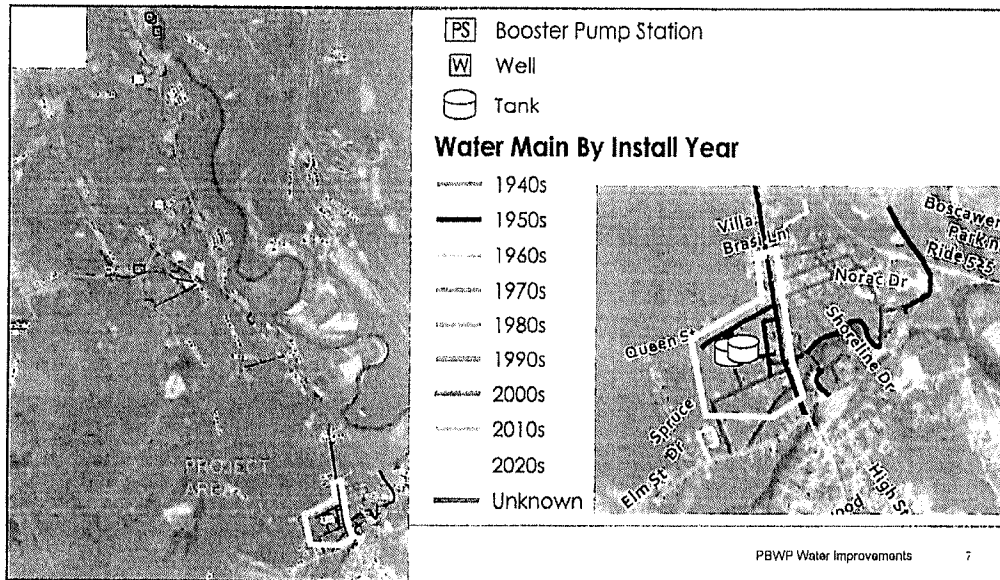 PS Booster Pump Station
W Well
Tank
Water Main By Install Year
1940s
1950s
1960s
1970s
1980s
1990s
2000s
2010s
2020s
Unknown
PROJECT
AREA
Villa
Boscawen
Park n
Ride 525
Norac Dr
Queen St
Shoreline Dr
Spruce
Dr
Elm St
High St
PBWP Water Improvements 7